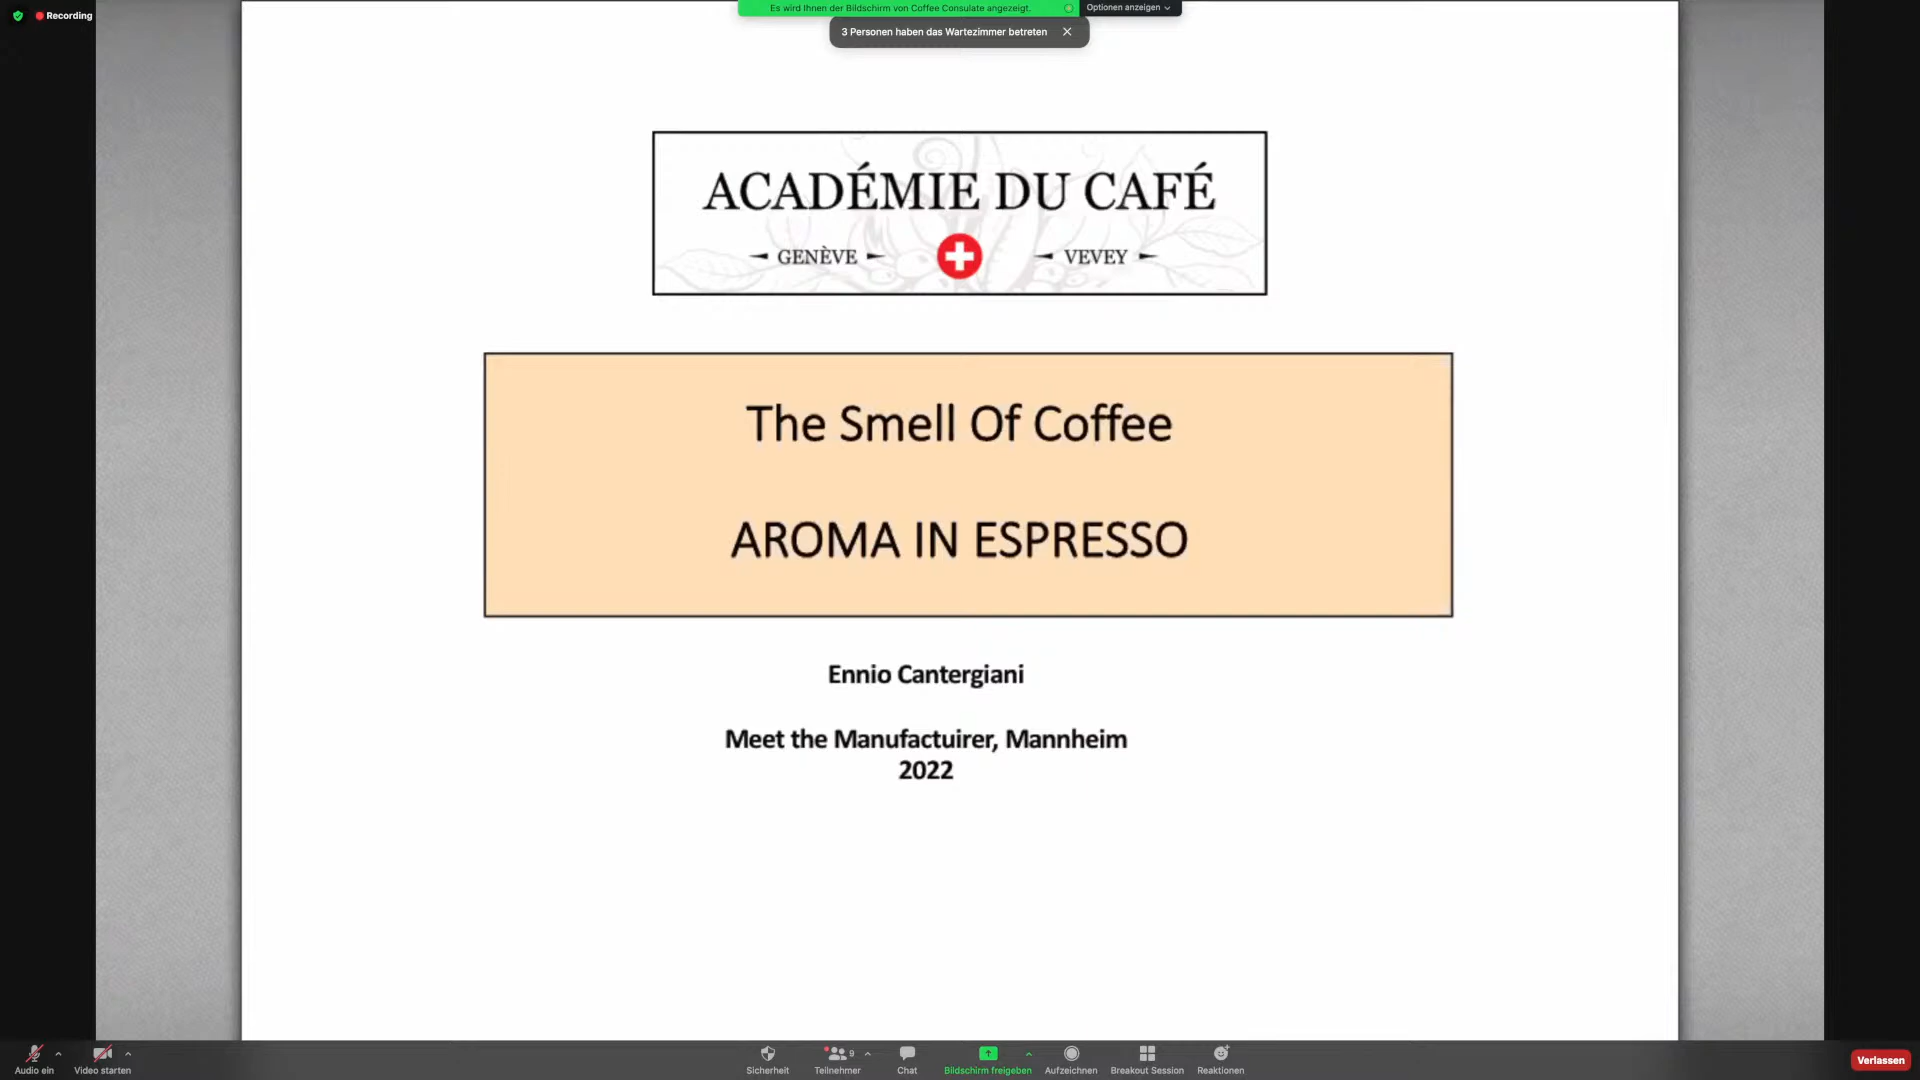 Recording
Es wird Ihnen der Bildschirm von Coffee Consulate angezeigt.
Optionen anzeigen
3 Personen haben das Wartezimmer betreten
ACADÉMIE DU CAFÉ
GENÈVE
VEVEY
The Smell Of Coffee
AROMA IN ESPRESSO
Ennio Cantergiani
Meet the Manufactuirer, Mannheim
2022
Audio ein
Video starten
Sicherheit
9
Teilnehmer
Chat
Bildschirm freigeben
Aufzeichnen
Breakout Session
Reaktionen
Verlassen